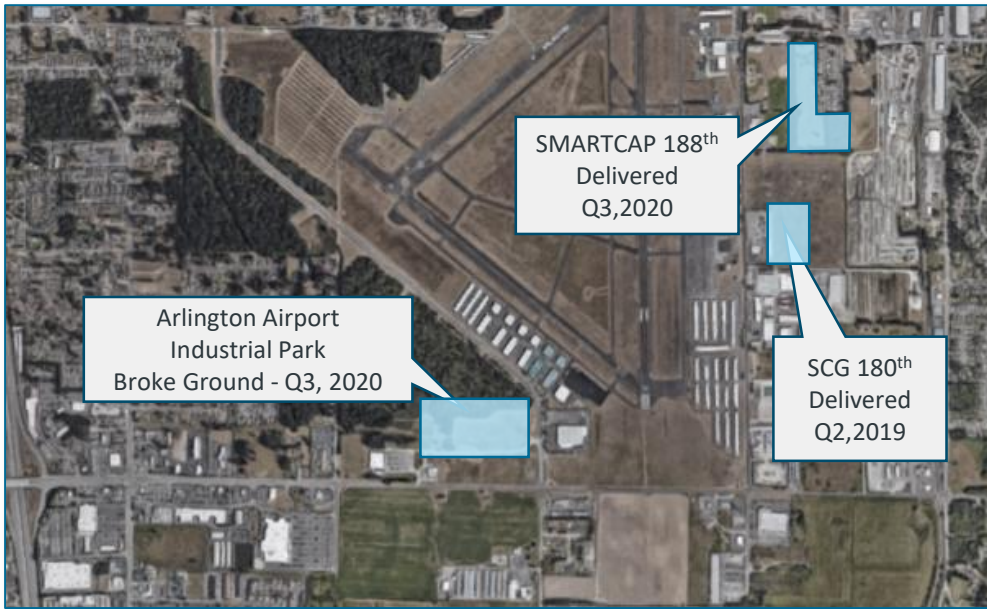 SMARTCAP 188th
Delivered
Q3,2020
Arlington Airport
Industrial Park
Broke Ground - Q3, 2020
SCG 180th
Delivered
Q2,2019